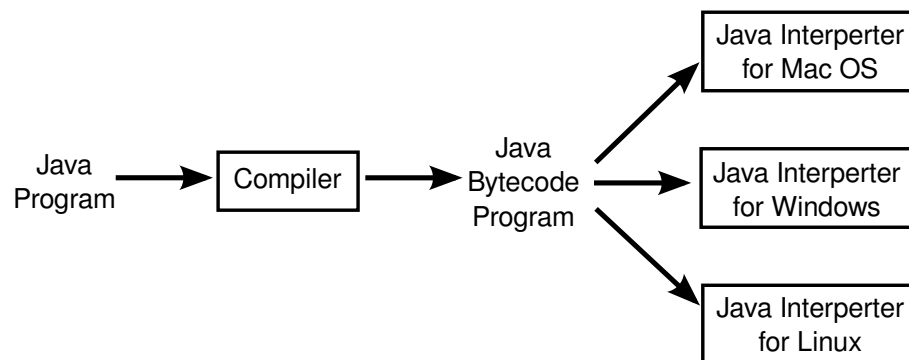 Java
Program
Compiler
Java
Bytecode
Program
Java Interperter
for Mac OS
Java Interperter
for Windows
Java Interperter
for Linux